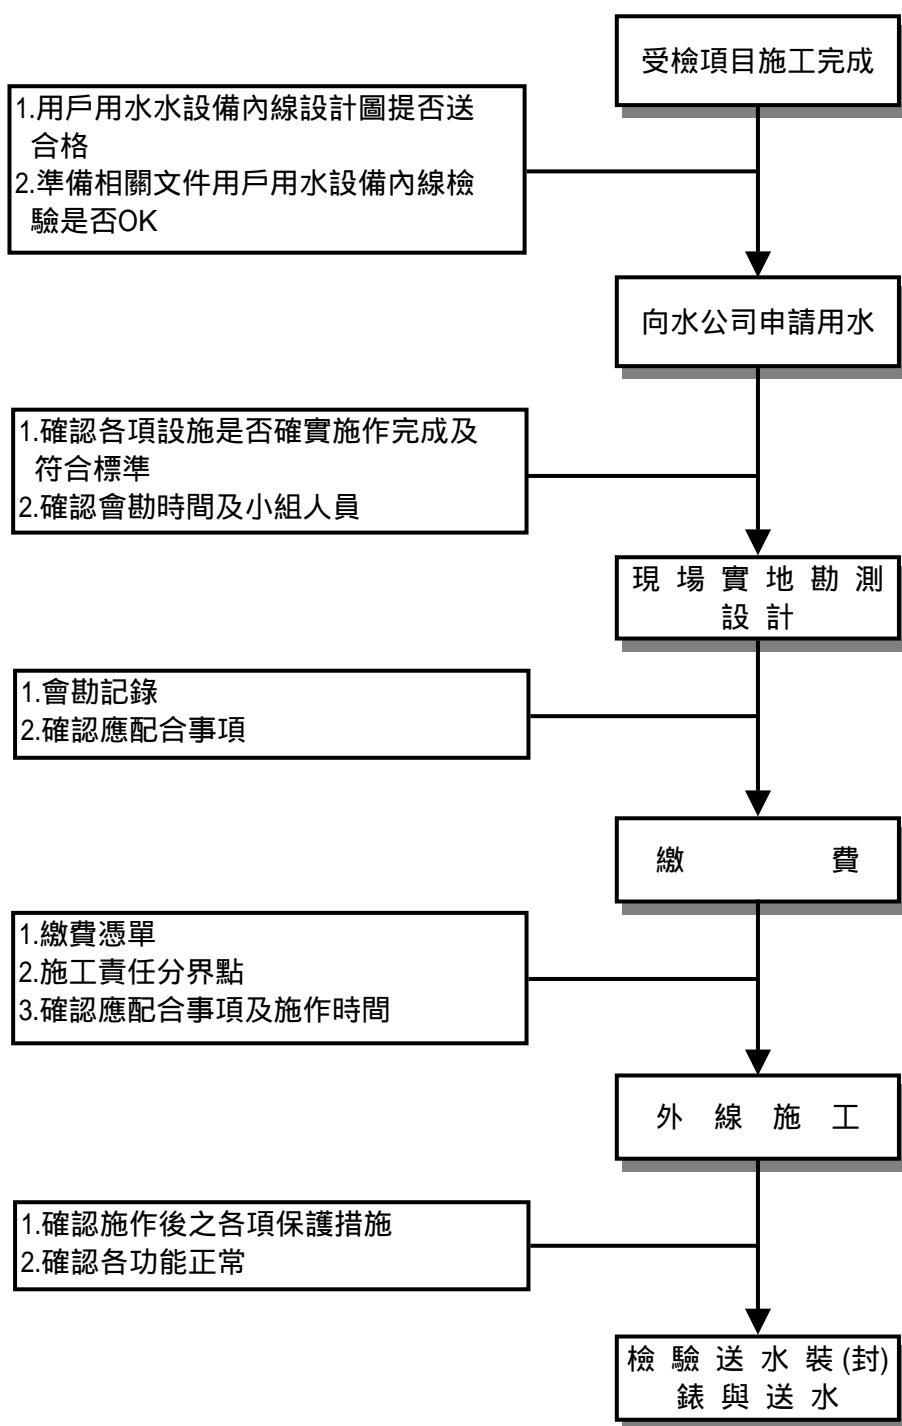 受檢項目施工完成
1.用戶用水水設備內線設計圖提否送
合格
2.準備相關文件用戶用水設備內線檢
驗是否OK
向水公司申請用水
1.確認各項設施是否確實施作完成及
符合標準
2.確認會勘時間及小組人員
現場實地勘測
設計
1.會勘記錄
2.確認應配合事項
繳費
1.繳費憑單
2.施工責任分界點
3.確認應配合事項及施作時間
外線施工
1.確認施作後之各項保護措施
2.確認各功能正常
檢驗送水裝(封)
錶與送水